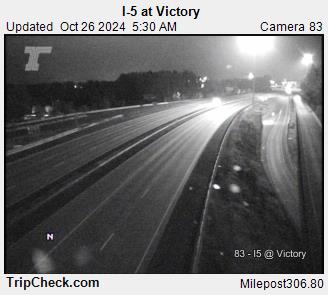 I-5 at Victory
Updated Oct 26 2024 5:30 AM Camera 83
T
N
83 - I5 @ Victory
TripCheck.com Milepost306.80